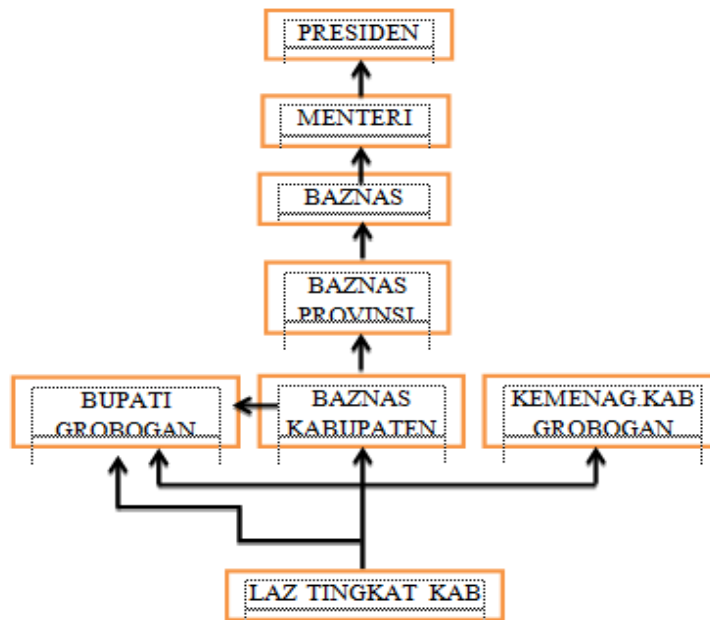 PRESIDEN
MENTERI
BAZNAS
BAZNAS
PROVINSI
BUPATI
GROBOGAN
BAZNAS
KABUPATEN
KEMENAG.KAB
GROBOGAN
LAZ TINGKAT KAB